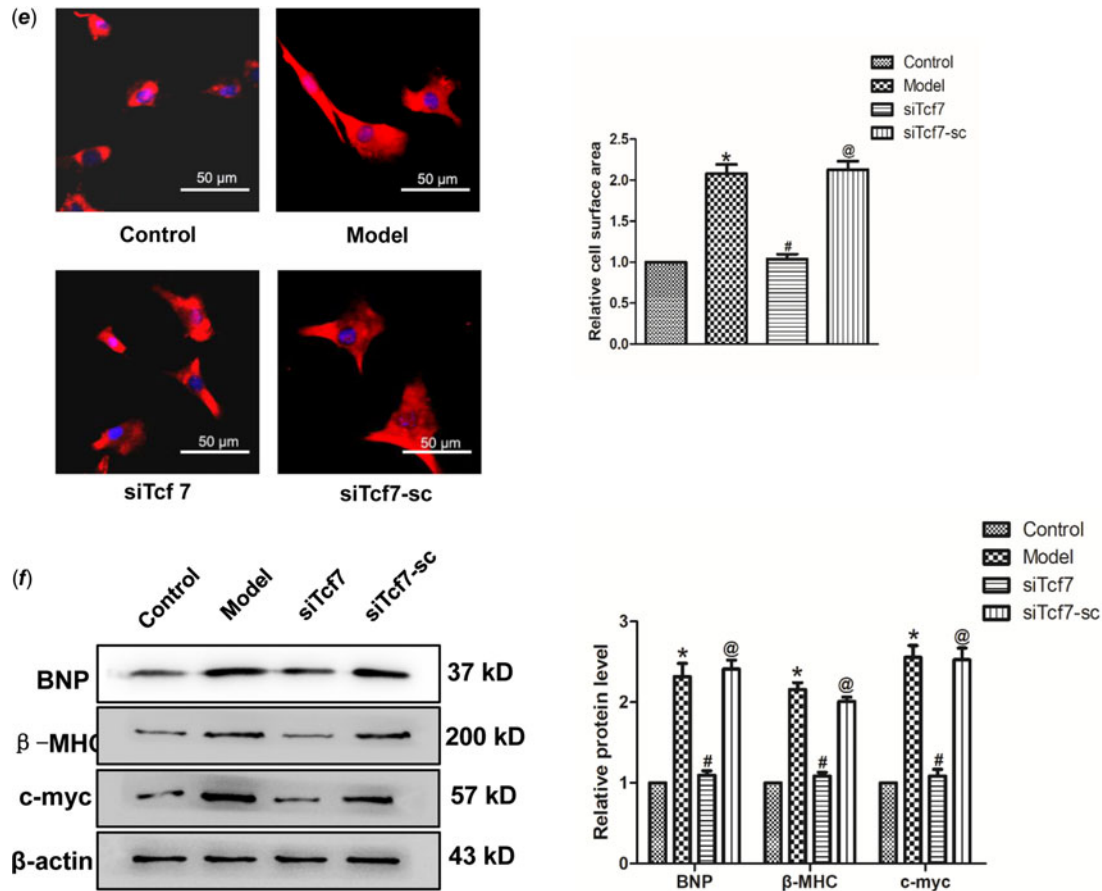 (e)
50 µm
50 µm
Control
Model
50 µm
50 µm
siTcf 7
siTcf7-sc
Control
Model
siTcf7
siTcf7-sc
Relative cell surface area
2.5
2.0
1.5
1.0
0.5
0.0
*
#
@
(f)
Control
Model
siTcf7
siTcf7-sc
BNP
37 kD
β-MHC
200 kD
c-myc
57 kD
β-actin
43 kD
Control
Model
siTcf7
siTcf7-sc
Relative protein level
3
2
1
0
*
#
@
*
#
@
*
#
@
BNP
β-MHC
c-myc